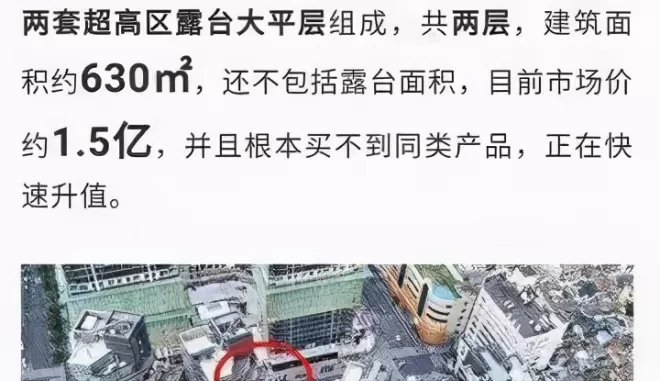 两套超高区露台大平层组成，共两层，建筑面
积约630㎡，还不包括露台面积，目前市场价
约1.5亿，并且根本买不到同类产品，正在快
速升值。